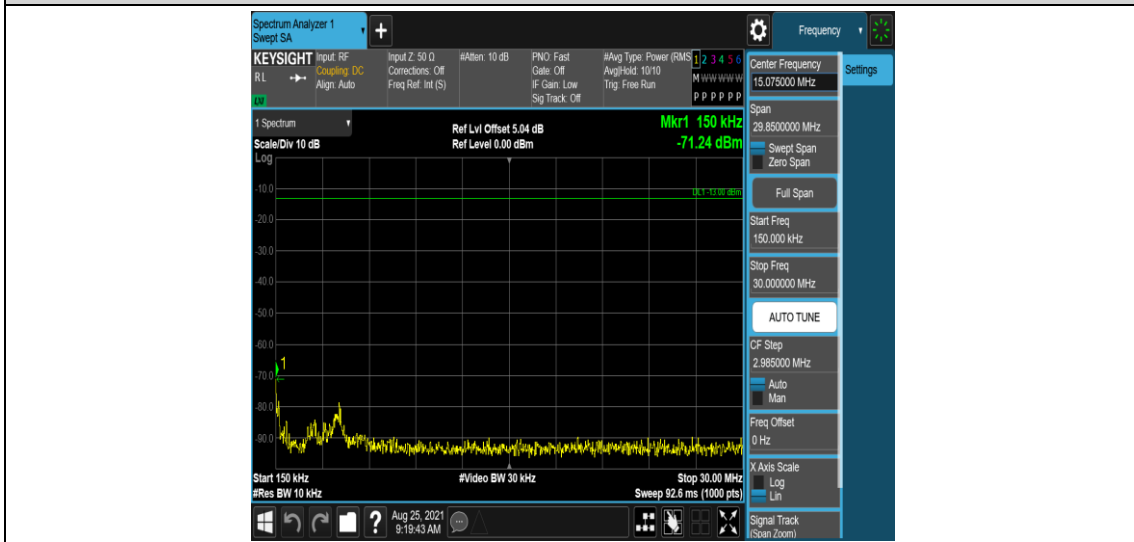 Spectrum Analyzer 1
Swept SA
+
Frequency
KEYSIGHT
RL
LXI
Input: RF
Coupling: DC
Align: Auto
Input Z: 50 Ω
Corrections: Off
Freq Ref: Int (S)
#Atten: 10 dB
PNO: Fast
Gate: Off
IF Gain: Low
Sig Track: Off
#Avg Type: Power (RMS
Avg|Hold: 10/10
Trig: Free Run
1 2 3 4 5 6
M W W W W W
P P P P P P
1 Spectrum
Scale/Div 10 dB
Log
Ref Lvl Offset 5.04 dB
Ref Level 0.00 dBm
Mkr1 150 kHz
-71.24 dBm
DL1 -13.00 dBm
-10.0
-20.0
-30.0
-40.0
-50.0
-60.0
-70.0
-80.0
-90.0
1
Start 150 kHz
#Res BW 10 kHz
#Video BW 30 kHz
Stop 30.00 MHz
Sweep 92.6 ms (1000 pts)
?
Aug 25, 2021
9:19:43 AM
Center Frequency
15.075000 MHz
Settings
Span
29.8500000 MHz
Swept Span
Zero Span
Full Span
Start Freq
150.000 kHz
Stop Freq
30.000000 MHz
AUTO TUNE
CF Step
2.985000 MHz
Auto
Man
Freq Offset
0 Hz
X Axis Scale
Log
Lin
Signal Track
(Span Zoom)